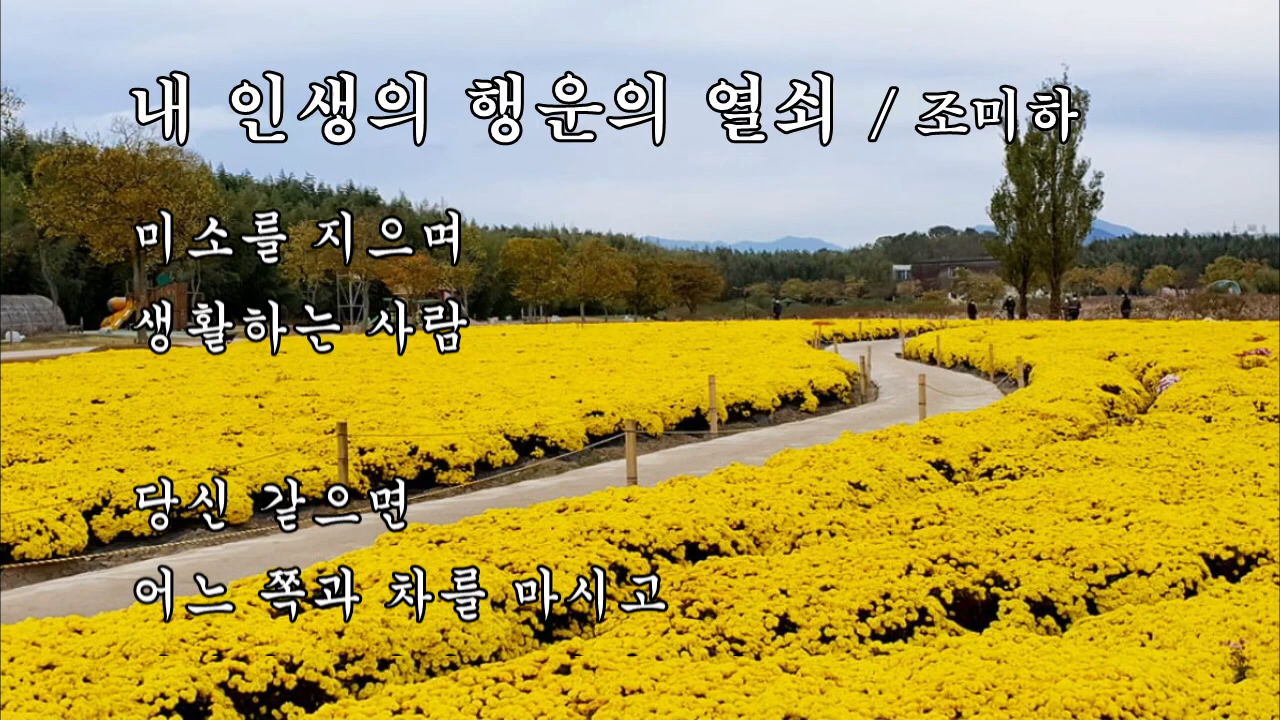 내 인생의 행운의 열쇠 / 조미하
미소를 지으며
생활하는 사람
당신 같으면
어느 쪽과 차를 마시고